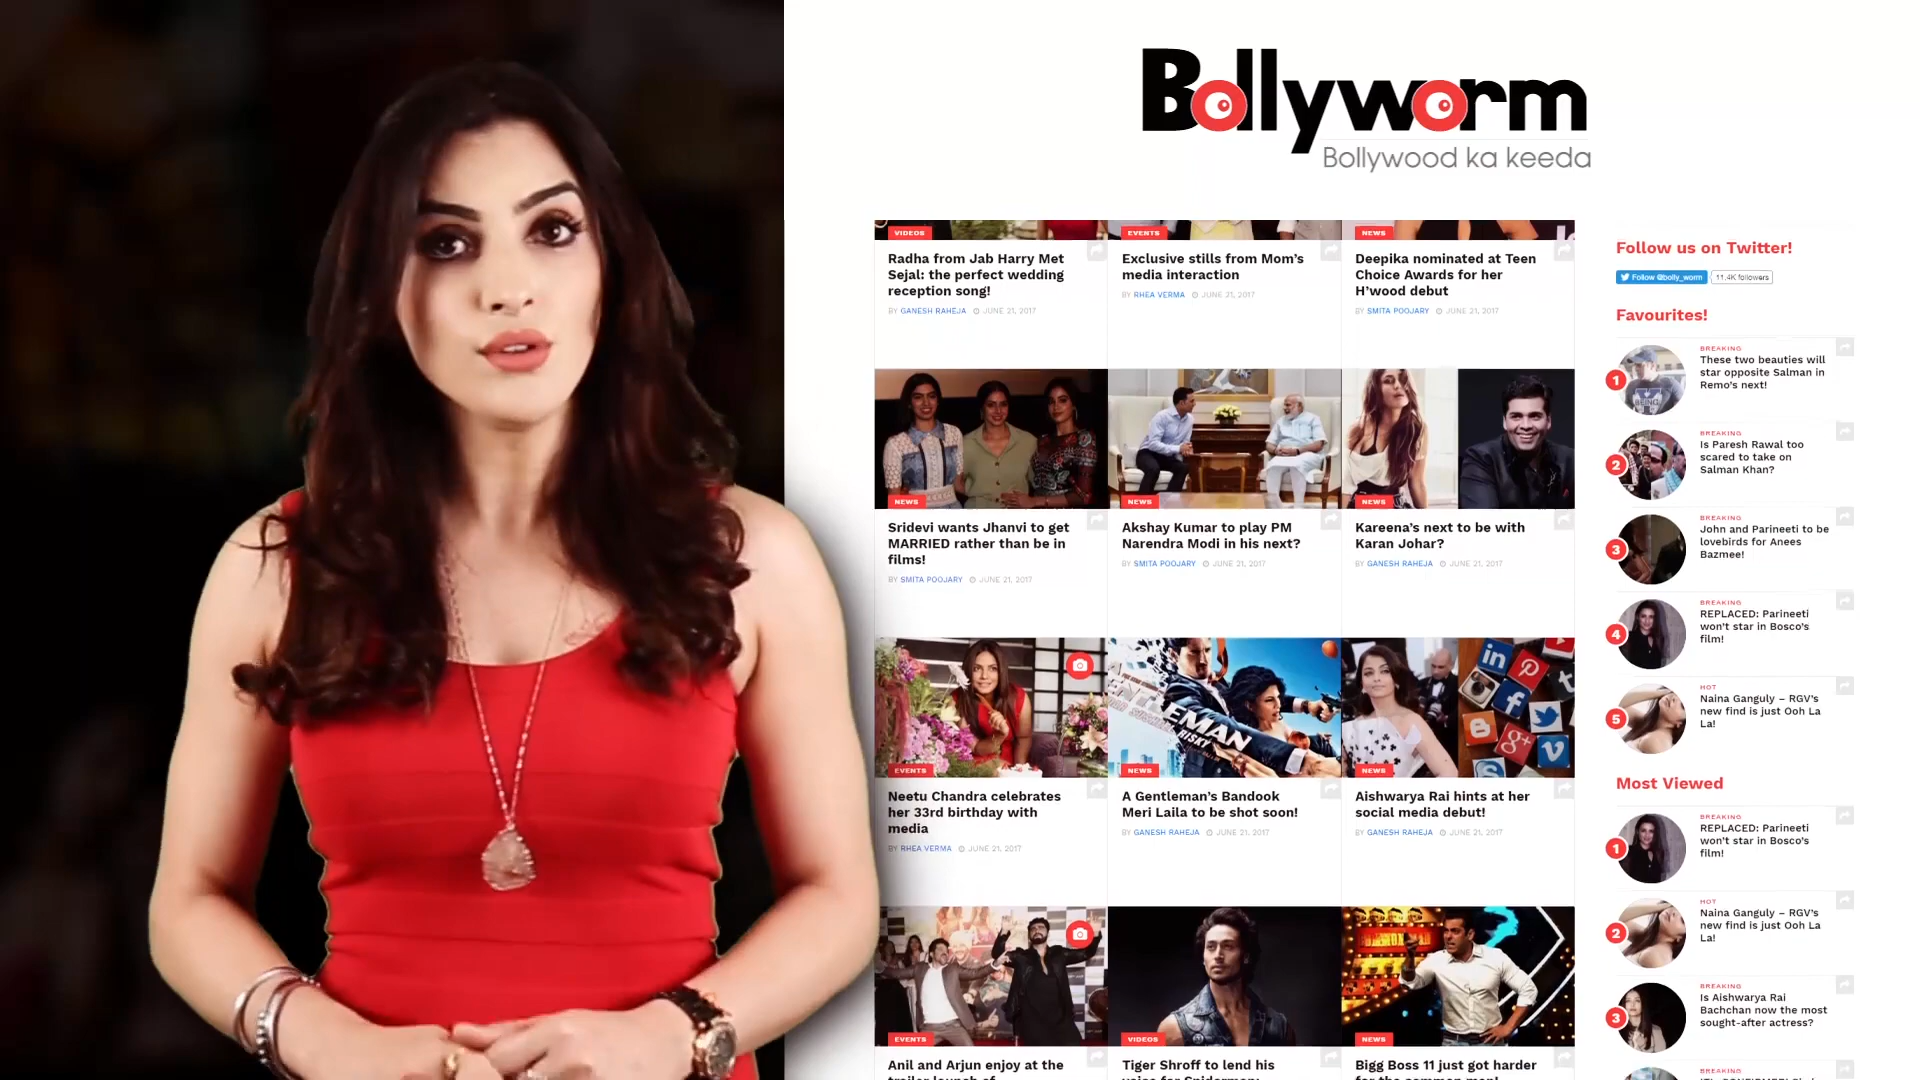 Bollyworm
Bollywood ka keeda
VIDEOS
Radha from Jab Harry Met
Sejal: the perfect wedding
reception song!
BY GANESH RAHEJA JUNE 21, 2017
EVENTS
Exclusive stills from Mom's
media interaction
BY RHEA VERMA JUNE 21, 2017
NEWS
Deepika nominated at Teen
Choice Awards for her
H'wood debut
BY SMITA POOJARY JUNE 21, 2017
NEWS
Sridevi wants Jhanvi to get
MARRIED rather than be in
films!
BY SMITA POOJARY JUNE 21, 2017
NEWS
Akshay Kumar to play PM
Narendra Modi in his next?
BY SMITA POOJARY JUNE 21, 2017
NEWS
Kareena's next to be with
Karan Johar?
BY GANESH RAHEJA JUNE 21, 2017
EVENTS
Neetu Chandra celebrates
her 33rd birthday with
media
BY RHEA VERMA JUNE 21, 2017
NEWS
A Gentleman's Bandook
Meri Laila to be shot soon!
BY GANESH RAHEJA JUNE 21, 2017
NEWS
Aishwarya Rai hints at her
social media debut!
BY GANESH RAHEJA JUNE 21, 2017
EVENTS
Anil and Arjun enjoy at the
VIDEOS
Tiger Shroff to lend his
NEWS
Bigg Boss 11 just got harder
Follow us on Twitter!
Follow @bolly_worm 11.4K followers
Favourites!
1
BREAKING
These two beauties will
star opposite Salman in
Remo's next!
2
BREAKING
Is Paresh Rawal too
scared to take on
Salman Khan?
3
BREAKING
John and Parineeti to be
lovebirds for Anees
Bazmee!
4
BREAKING
REPLACED: Parineeti
won't star in Bosco's
film!
5
HOT
Naina Ganguly – RGV's
new find is just Ooh La
La!
Most Viewed
1
BREAKING
REPLACED: Parineeti
won't star in Bosco's
film!
2
HOT
Naina Ganguly – RGV's
new find is just Ooh La
La!
3
BREAKING
Is Aishwarya Rai
Bachchan now the most
sought-after actress?
BREAKING